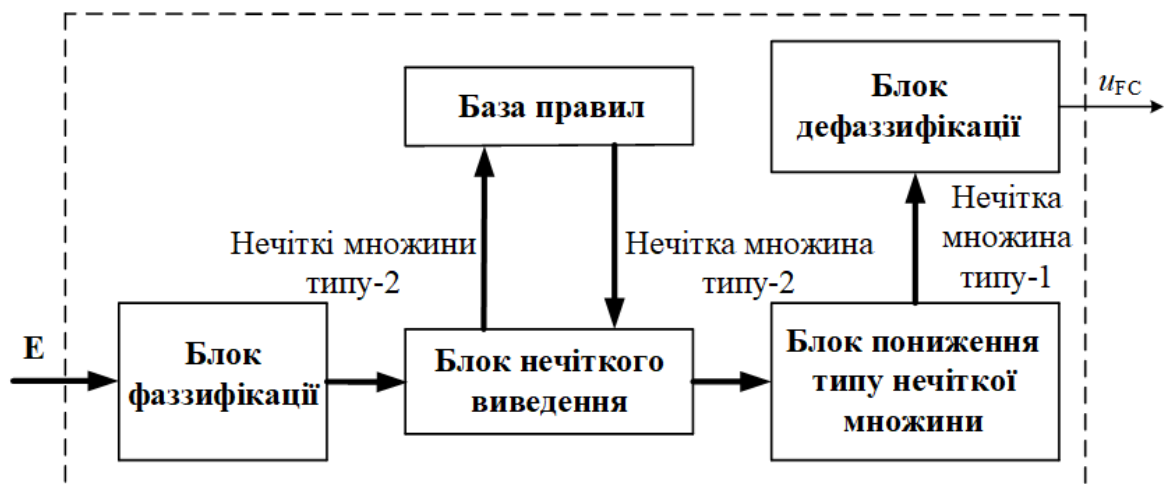 База правил
Блок
дефаззифікації
u_FC
Нечіткі множини
типу-2
Нечітка множина
типу-2
Нечітка
множина
типу-1
E
Блок
фаззифікації
Блок нечіткого
виведення
Блок пониження
типу нечіткої
множини